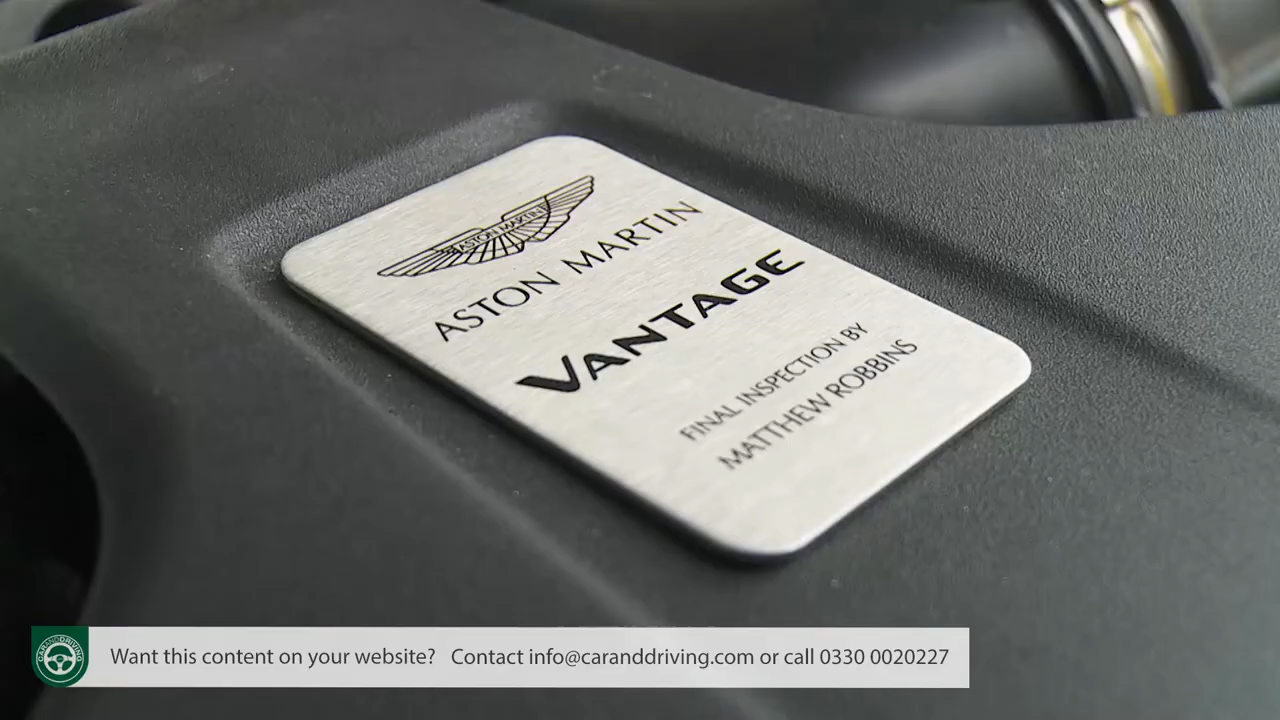 ASTON MARTIN
ASTON MARTIN
VANTAGE
FINAL INSPECTION BY
MATTHEW ROBBINS
CARANDDRIVING
Want this content on your website? Contact info@caranddriving.com or call 0330 0020227